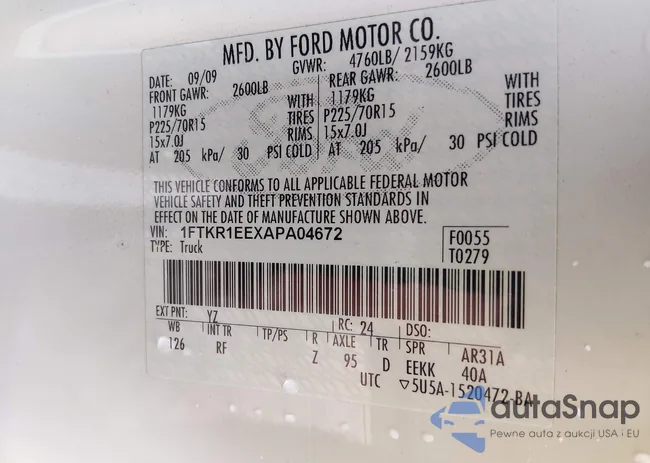 MFD. BY FORD MOTOR CO.
DATE: 09/09 GVWR: 4760LB/ 2159KG
FRONT GAWR: 2600LB REAR GAWR: 2600LB
1179KG WITH 1179KG WITH
P225/70R15 TIRES P225/70R15 TIRES
15x7.0J RIMS 15x7.0J RIMS
AT 205 kPa/ 30 PSI COLD AT 205 kPa/ 30 PSI COLD
THIS VEHICLE CONFORMS TO ALL APPLICABLE FEDERAL MOTOR
VEHICLE SAFETY AND THEFT PREVENTION STANDARDS IN
EFFECT ON THE DATE OF MANUFACTURE SHOWN ABOVE.
VIN: 1FTKR1EEXAPA04672 F0055
TYPE: Truck T0279
EXT PNT: YZ RC: 24 DSO:
WB INT TR TP/PS R AXLE TR SPR AR31A
126 RF Z 95 D EEKK 40A
UTC ▽5U5A-1520472-BA
autaSnap
Pewne auta z aukcji USA i EU